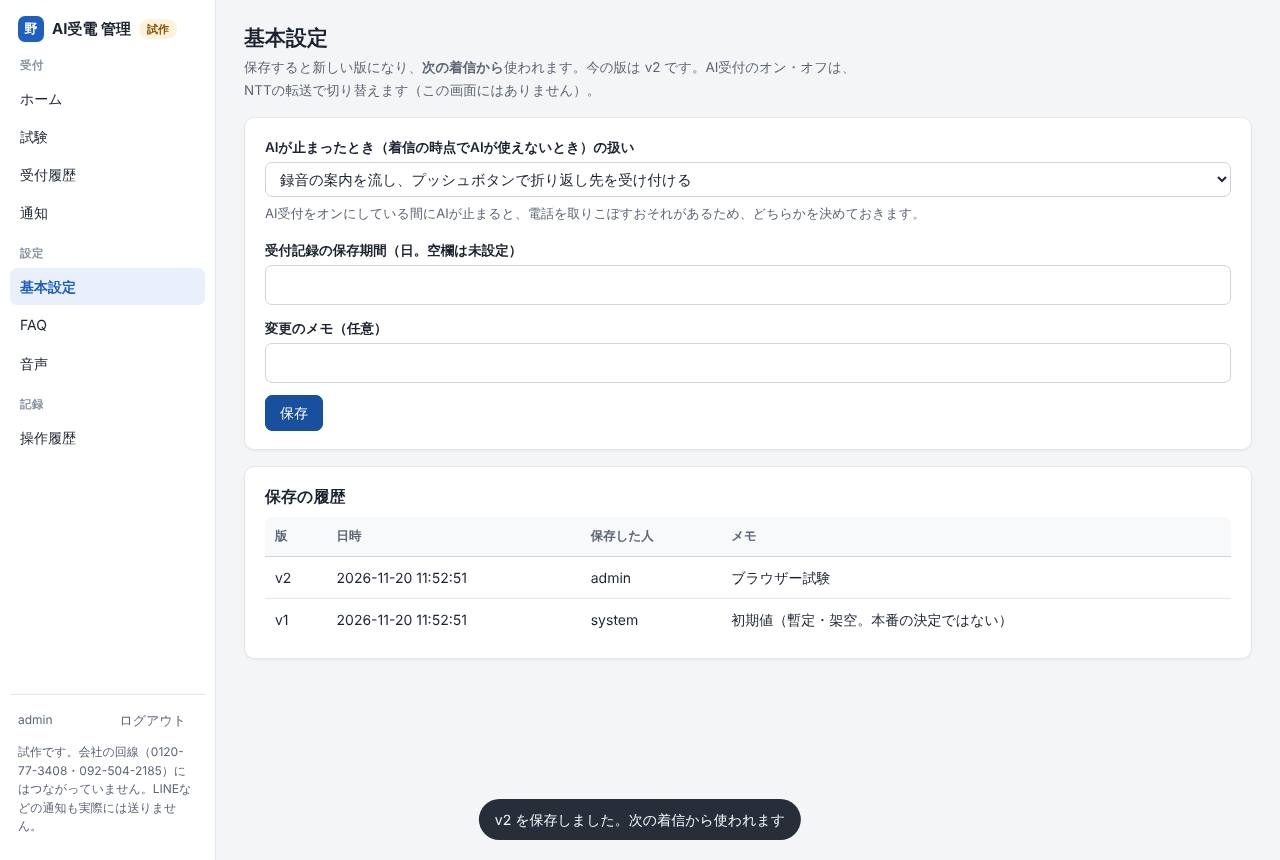 野 AI受電 管理 試作
受付
ホーム
試験
受付履歴
通知
設定
基本設定
FAQ
音声
記録
操作履歴
admin ログアウト
試作です。会社の回線（0120-
77-3408・092-504-2185）に
はつながっていません。LINEな
どの通知も実際には送りませ
ん。
基本設定
保存すると新しい版になり、次の着信から使われます。今の版は v2 です。AI受付のオン・オフは、
NTTの転送で切り替えます（この画面にはありません）。
AIが止まったとき（着信の時点でAIが使えないとき）の扱い
録音の案内を流し、プッシュボタンで折り返し先を受け付ける
AI受付をオンにしている間にAIが止まると、電話を取りこぼすおそれがあるため、どちらかを決めておきます。
受付記録の保存期間（日。空欄は未設定）
変更のメモ（任意）
保存
保存の履歴
版 日時 保存した人 メモ
v2 2026-11-20 11:52:51 admin ブラウザー試験
v1 2026-11-20 11:52:51 system 初期値（暫定・架空。本番の決定ではない）
v2 を保存しました。次の着信から使われます